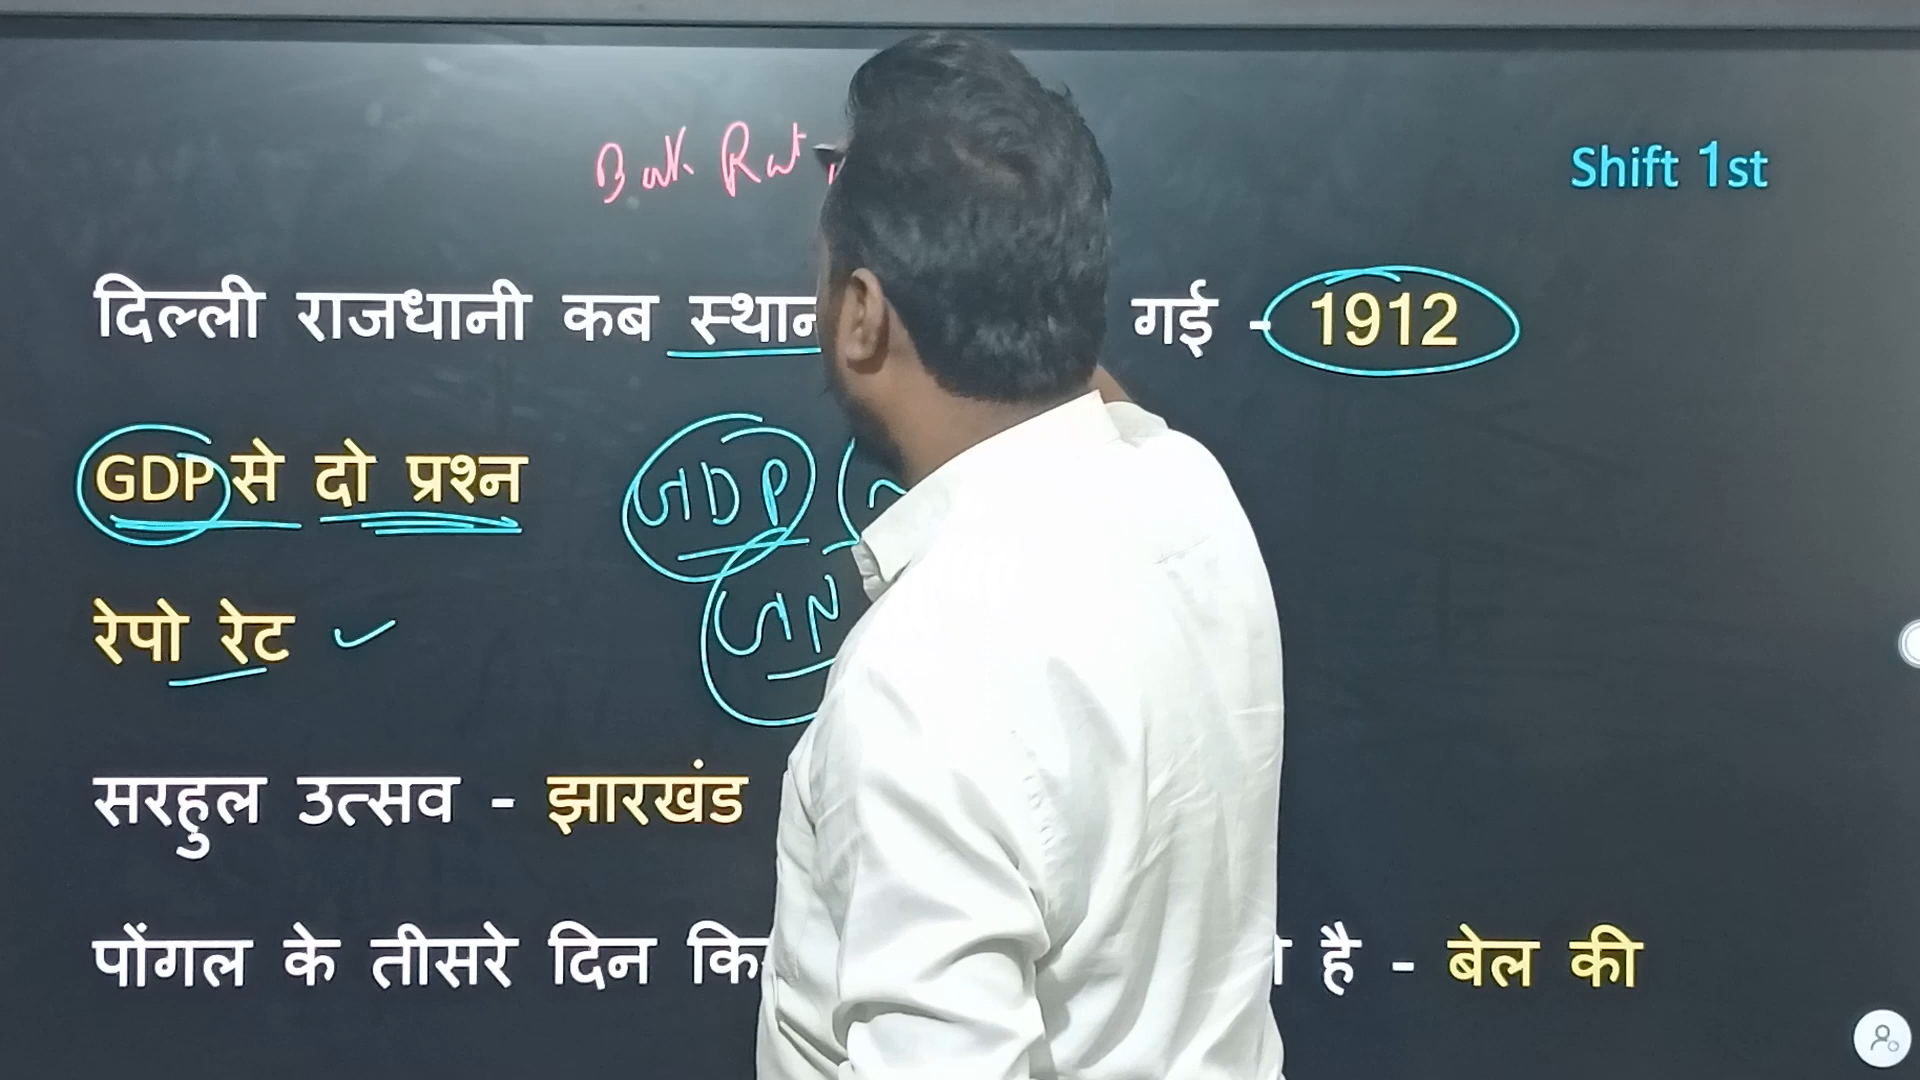 Shift 1st
दिल्ली राजधानी कब गई - 1912
GDP से दो प्रश्न GDP
रेपो रेट
सरहुल उत्सव - झारखंड
पोंगल के तीसरे दिन है - बेल की